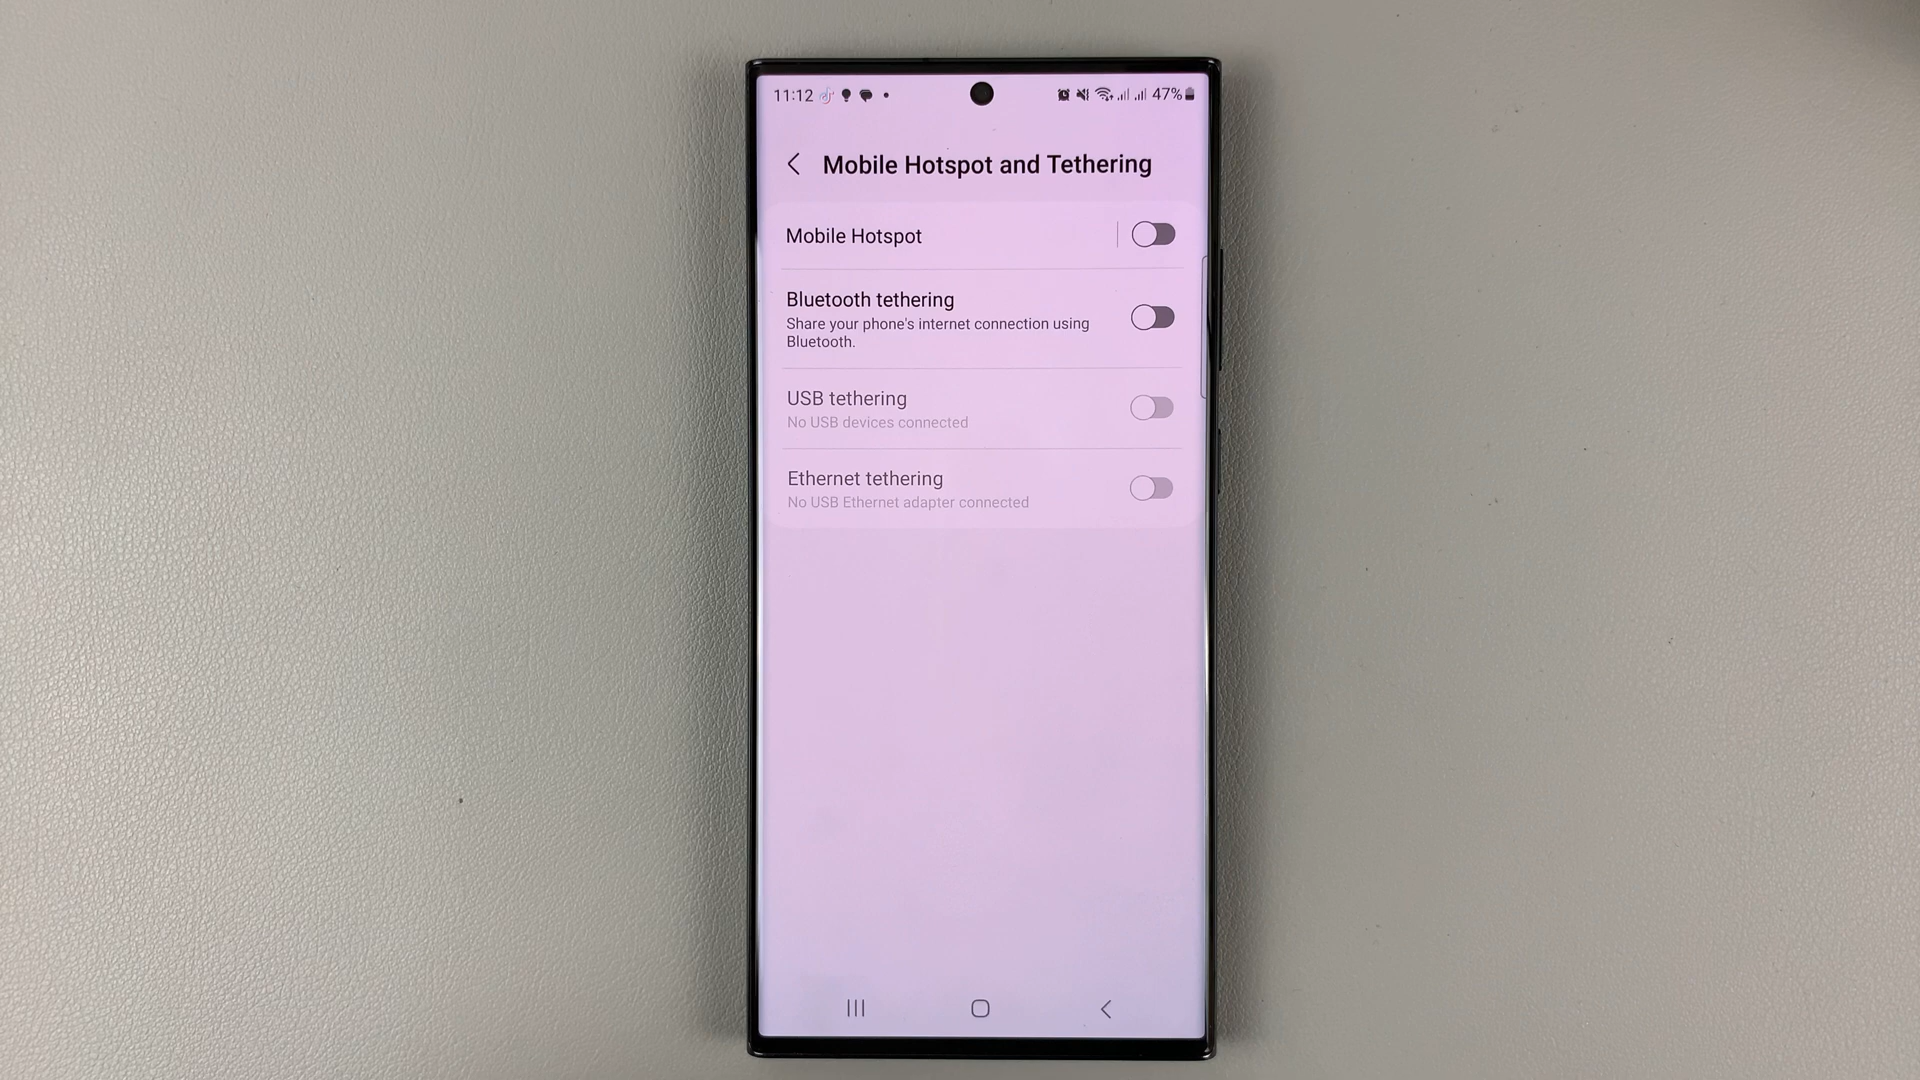 11:12
47%
Mobile Hotspot and Tethering
Mobile Hotspot
Bluetooth tethering
Share your phone's internet connection using
Bluetooth.
USB tethering
No USB devices connected
Ethernet tethering
No USB Ethernet adapter connected